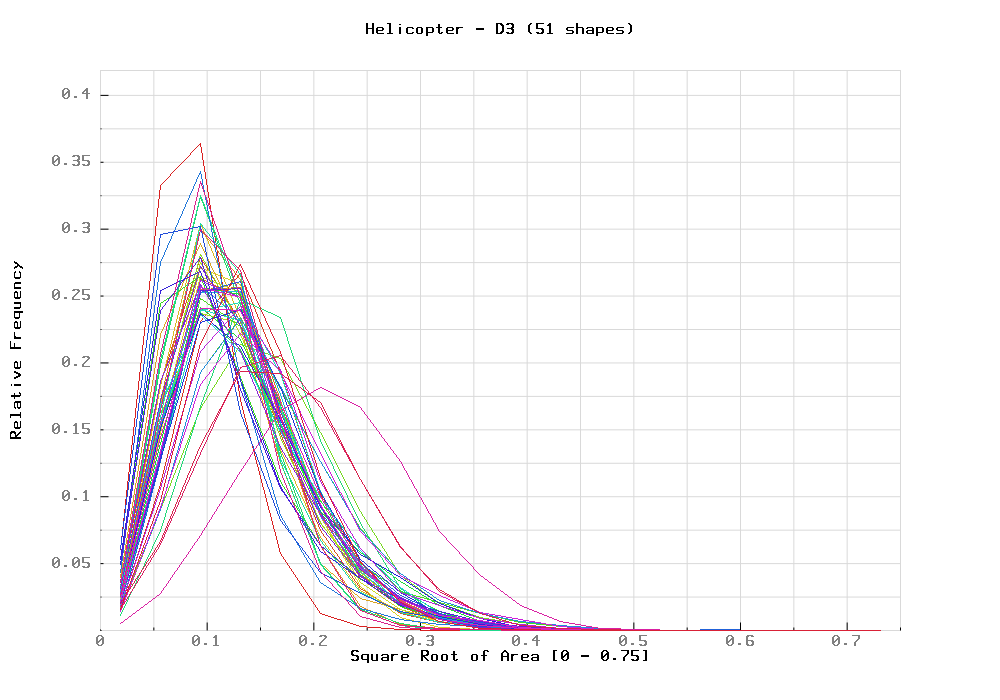 Helicopter - D3 (51 shapes)
0.4
0.35
0.3
0.25
0.2
0.15
0.1
0.05
Relative Frequency
0 0.1 0.2 0.3 0.4 0.5 0.6 0.7
Square Root of Area [0 - 0.75]